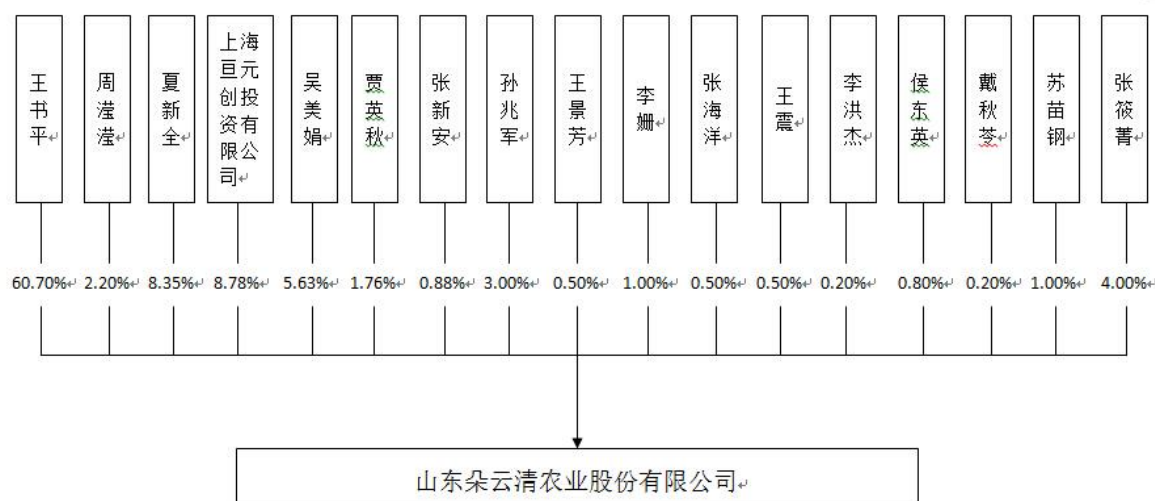 王书平
周滢滢
夏新全
上海亘元创投资有限公司
吴美娟
贾英秋
张新安
孙兆军
王景芳
李姗
张海洋
王震
李洪杰
侯东英
戴秋苓
苏苗钢
张筱菁
60.70% 2.20% 8.35% 8.78% 5.63% 1.76% 0.88% 3.00% 0.50% 1.00% 0.50% 0.50% 0.20% 0.80% 0.20% 1.00% 4.00%
山东朵云清农业股份有限公司